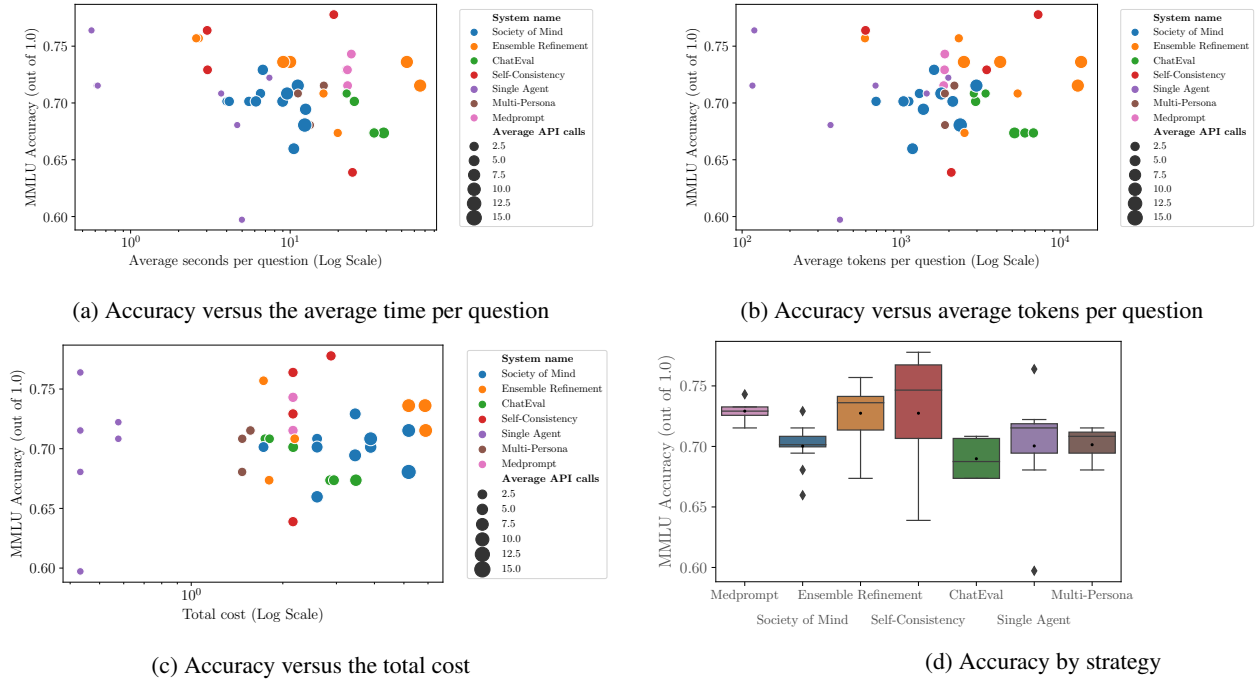 MMLU Accuracy (out of 1.0)
0.75
0.70
0.65
0.60
10^0
10^1
Average seconds per question (Log Scale)
System name
Society of Mind
Ensemble Refinement
ChatEval
Self-Consistency
Single Agent
Multi-Persona
Medprompt
Average API calls
2.5
5.0
7.5
10.0
12.5
15.0
(a) Accuracy versus the average time per question
MMLU Accuracy (out of 1.0)
0.75
0.70
0.65
0.60
10^2
10^3
10^4
Average tokens per question (Log Scale)
System name
Society of Mind
Ensemble Refinement
ChatEval
Self-Consistency
Single Agent
Multi-Persona
Medprompt
Average API calls
2.5
5.0
7.5
10.0
12.5
15.0
(b) Accuracy versus average tokens per question
MMLU Accuracy (out of 1.0)
0.75
0.70
0.65
0.60
10^0
Total cost (Log Scale)
System name
Society of Mind
Ensemble Refinement
ChatEval
Self-Consistency
Single Agent
Multi-Persona
Medprompt
Average API calls
2.5
5.0
7.5
10.0
12.5
15.0
(c) Accuracy versus the total cost
MMLU Accuracy (out of 1.0)
0.75
0.70
0.65
0.60
Medprompt
Society of Mind
Ensemble Refinement
Self-Consistency
ChatEval
Single Agent
Multi-Persona
(d) Accuracy by strategy